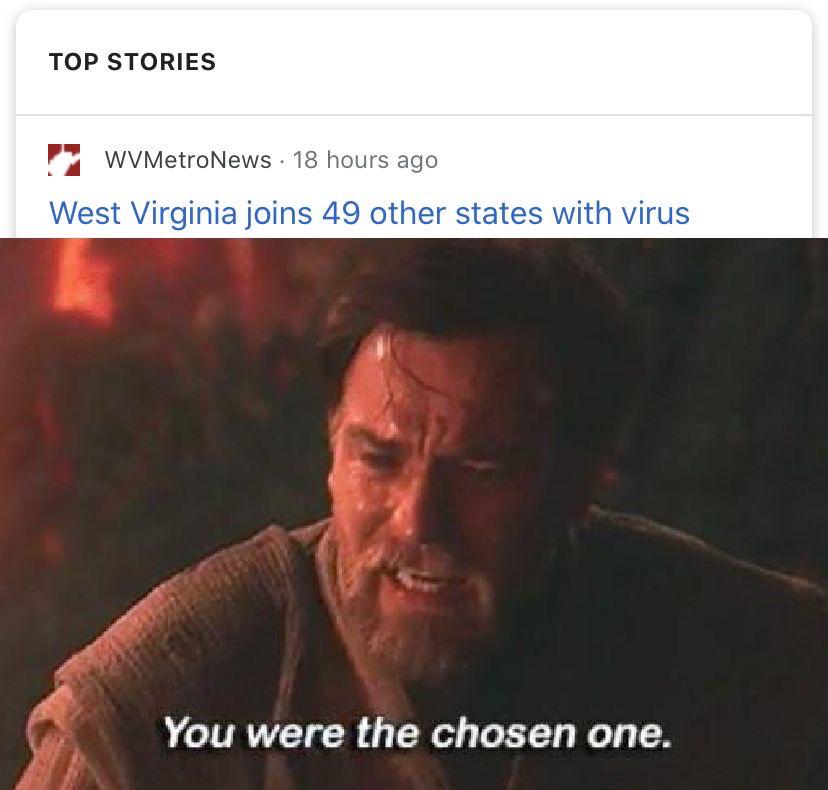 TOP STORIES
WVMetroNews · 18 hours ago
West Virginia joins 49 other states with virus
You were the chosen one.